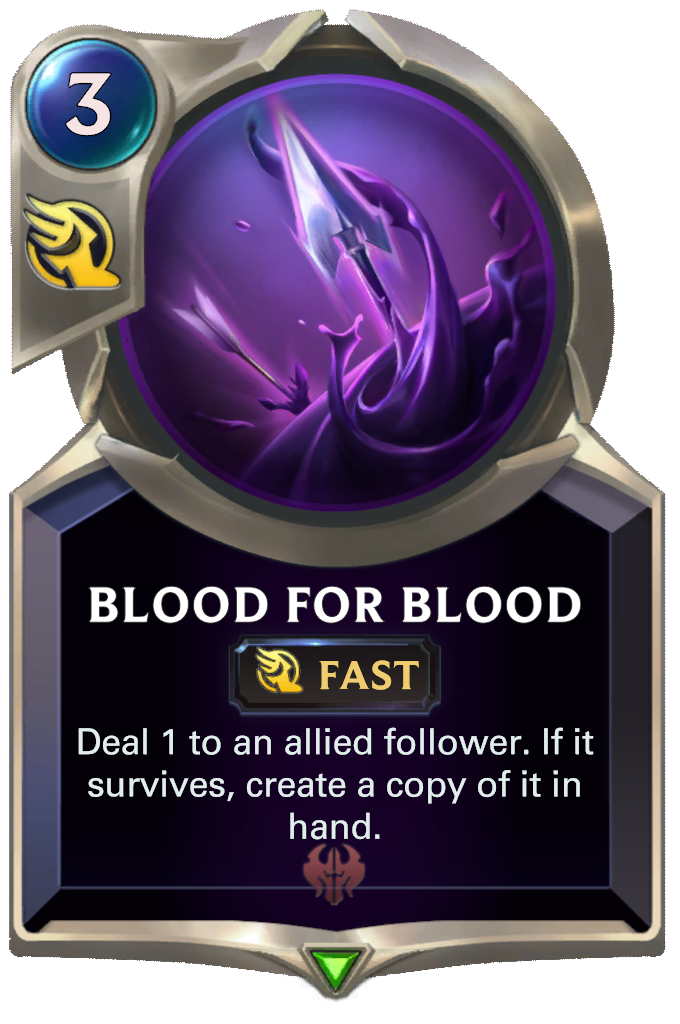 3
BLOOD FOR BLOOD
FAST
Deal 1 to an allied follower. If it
survives, create a copy of it in
hand.